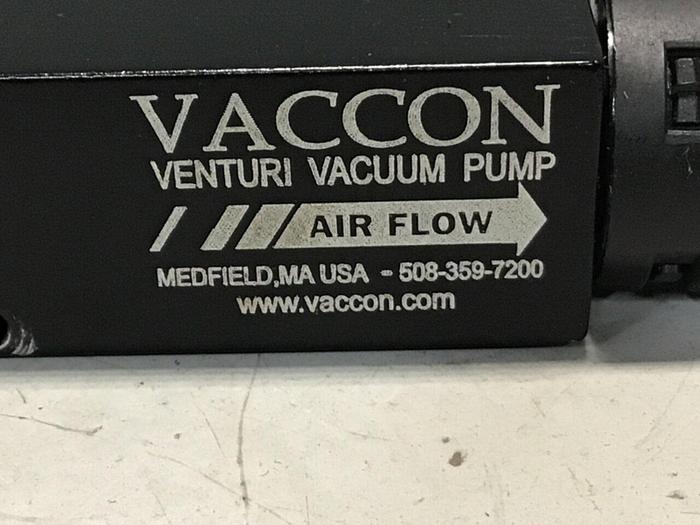 VACCON
VENTURI VACUUM PUMP
AIR FLOW
MEDFIELD,MA USA - 508-359-7200
www.vaccon.com